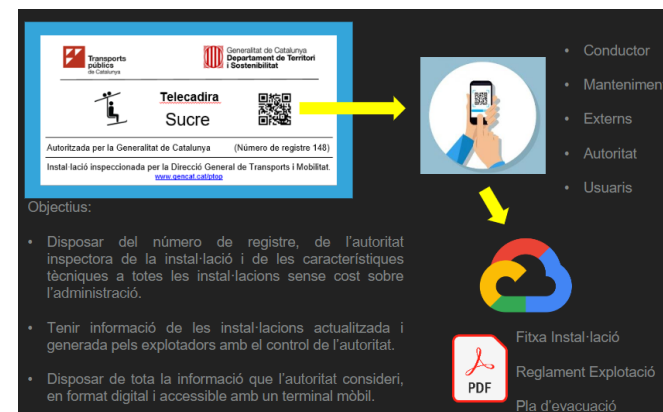 Transports
públics
de Catalunya
Generalitat de Catalunya
Departament de Territori
i Sostenibilitat
Telecadira
Sucre
Autoritzada per la Generalitat de Catalunya (Número de registre 148)
Instal·lació inspeccionada per la Direcció General de Transports i Mobilitat.
www.gencat.cat/ptop
• Conductor
• Mantenimen
• Externs
• Autoritat
• Usuaris
Objectius:
• Disposar del número de registre, de l'autoritat
inspectora de la instal·lació i de les característiques
tècniques a totes les instal·lacions sense cost sobre
l'administració.
• Tenir informació de les instal·lacions actualitzada i
generada pels explotadors amb el control de l'autoritat.
• Disposar de tota la informació que l'autoritat consideri,
en format digital i accessible amb un terminal mòbil.
PDF
Fitxa Instal·lació
Reglament Explotació
Pla d'evacuació